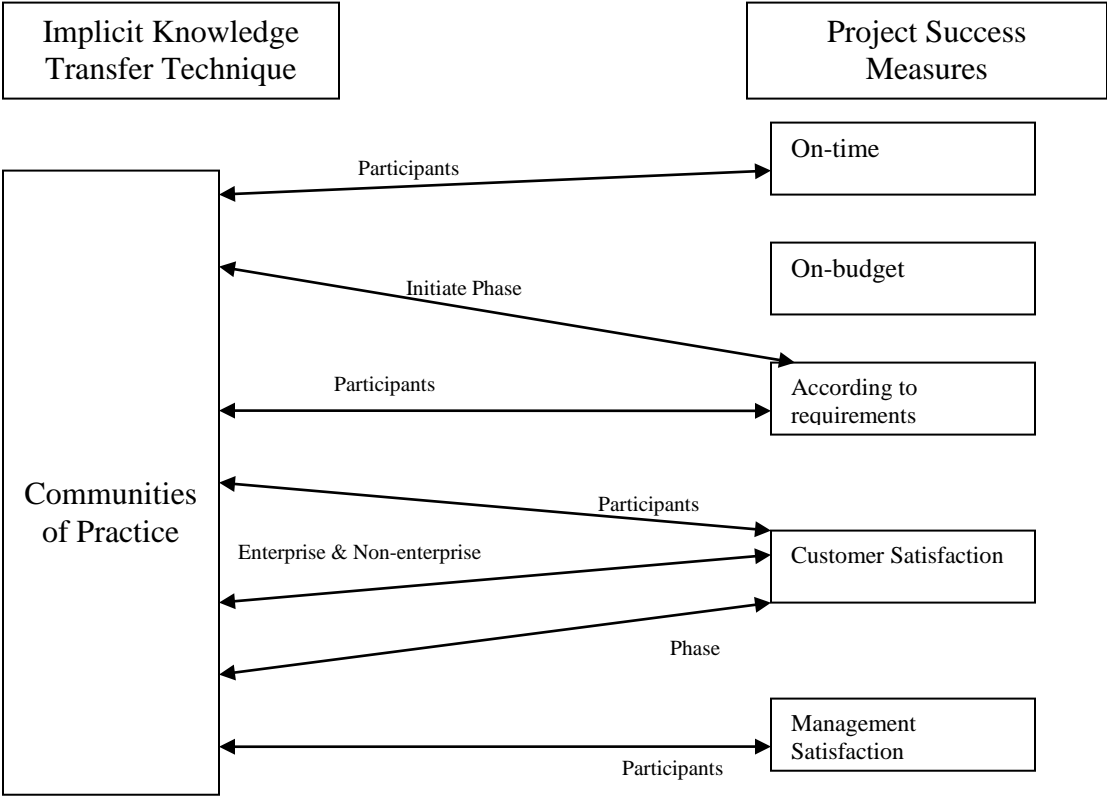 Implicit Knowledge
Transfer Technique
Project Success
Measures
On-time
Participants
On-budget
Initiate Phase
Participants
According to
requirements
Communities
of Practice
Participants
Enterprise & Non-enterprise
Customer Satisfaction
Phase
Management
Satisfaction
Participants